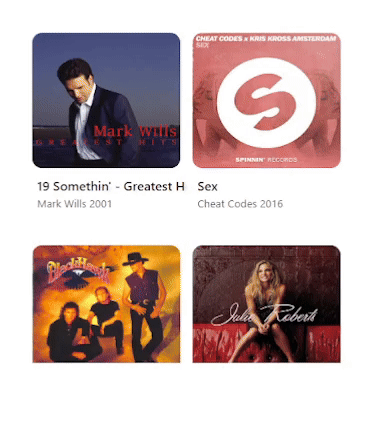 Mark Wills
GREATEST HITS
CHEAT CODES x KRIS KROSS AMSTERDAM
SEX
S
SPINNIN' RECORDS
19 Somethin' - Greatest H
Mark Wills 2001
Sex
Cheat Codes 2016
BlackHawk
Julie Roberts